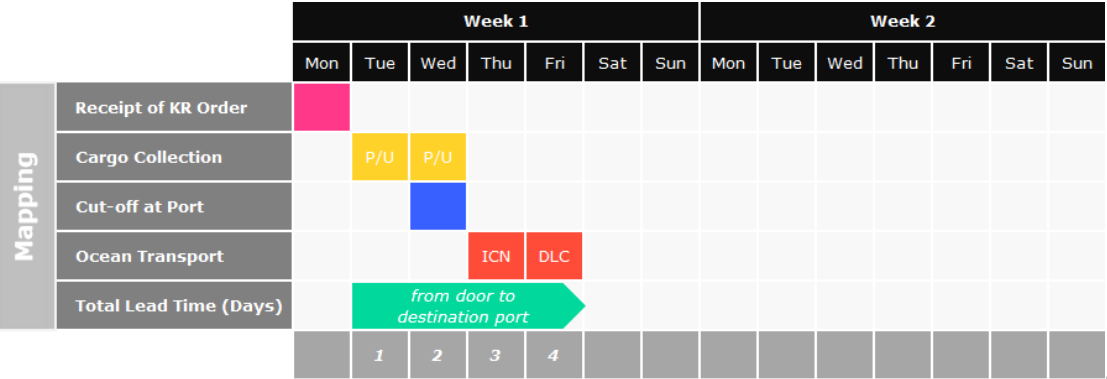 Week 1 Week 2
Mon Tue Wed Thu Fri Sat Sun Mon Tue Wed Thu Fri Sat Sun
Mapping
Receipt of KR Order
Cargo Collection P/U P/U
Cut-off at Port
Ocean Transport ICN DLC
Total Lead Time (Days) from door to
destination port
1 2 3 4